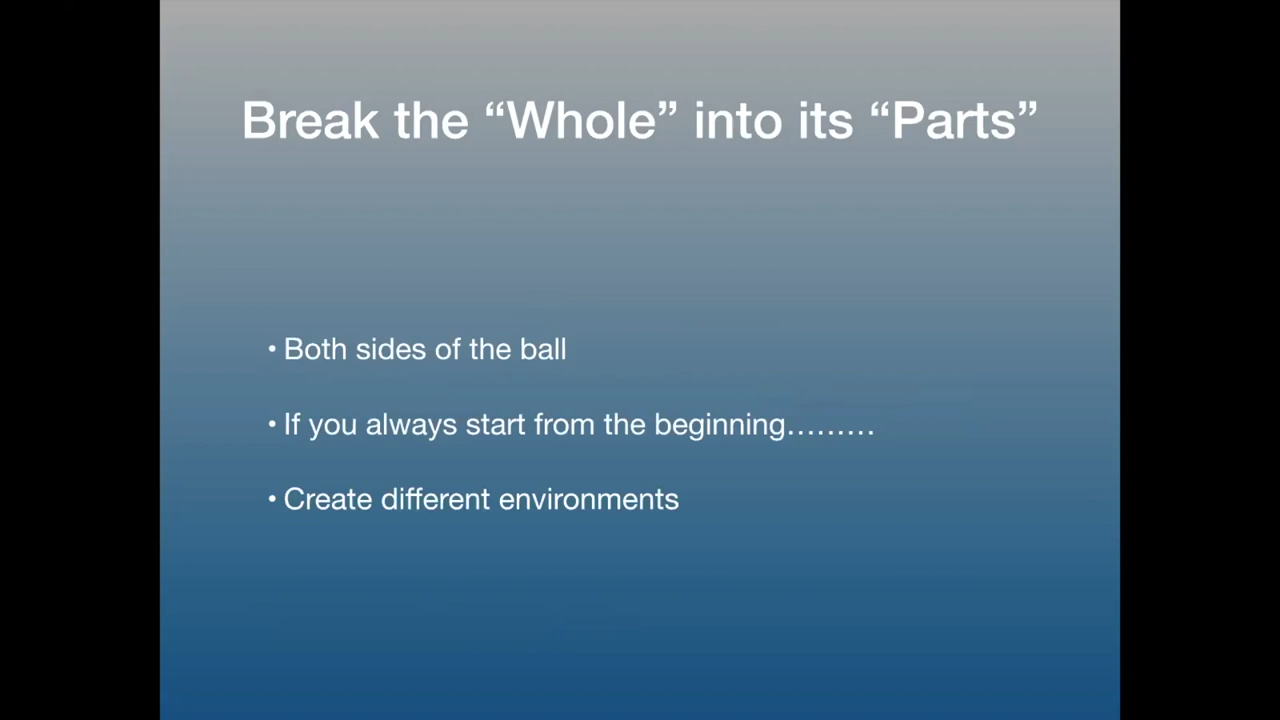 Break the “Whole” into its “Parts”
• Both sides of the ball
• If you always start from the beginning………
• Create different environments